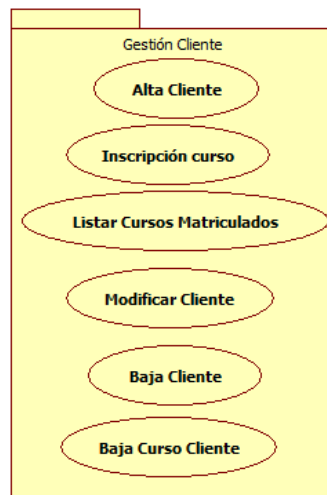 Gestión Cliente
Alta Cliente
Inscripción curso
Listar Cursos Matriculados
Modificar Cliente
Baja Cliente
Baja Curso Cliente